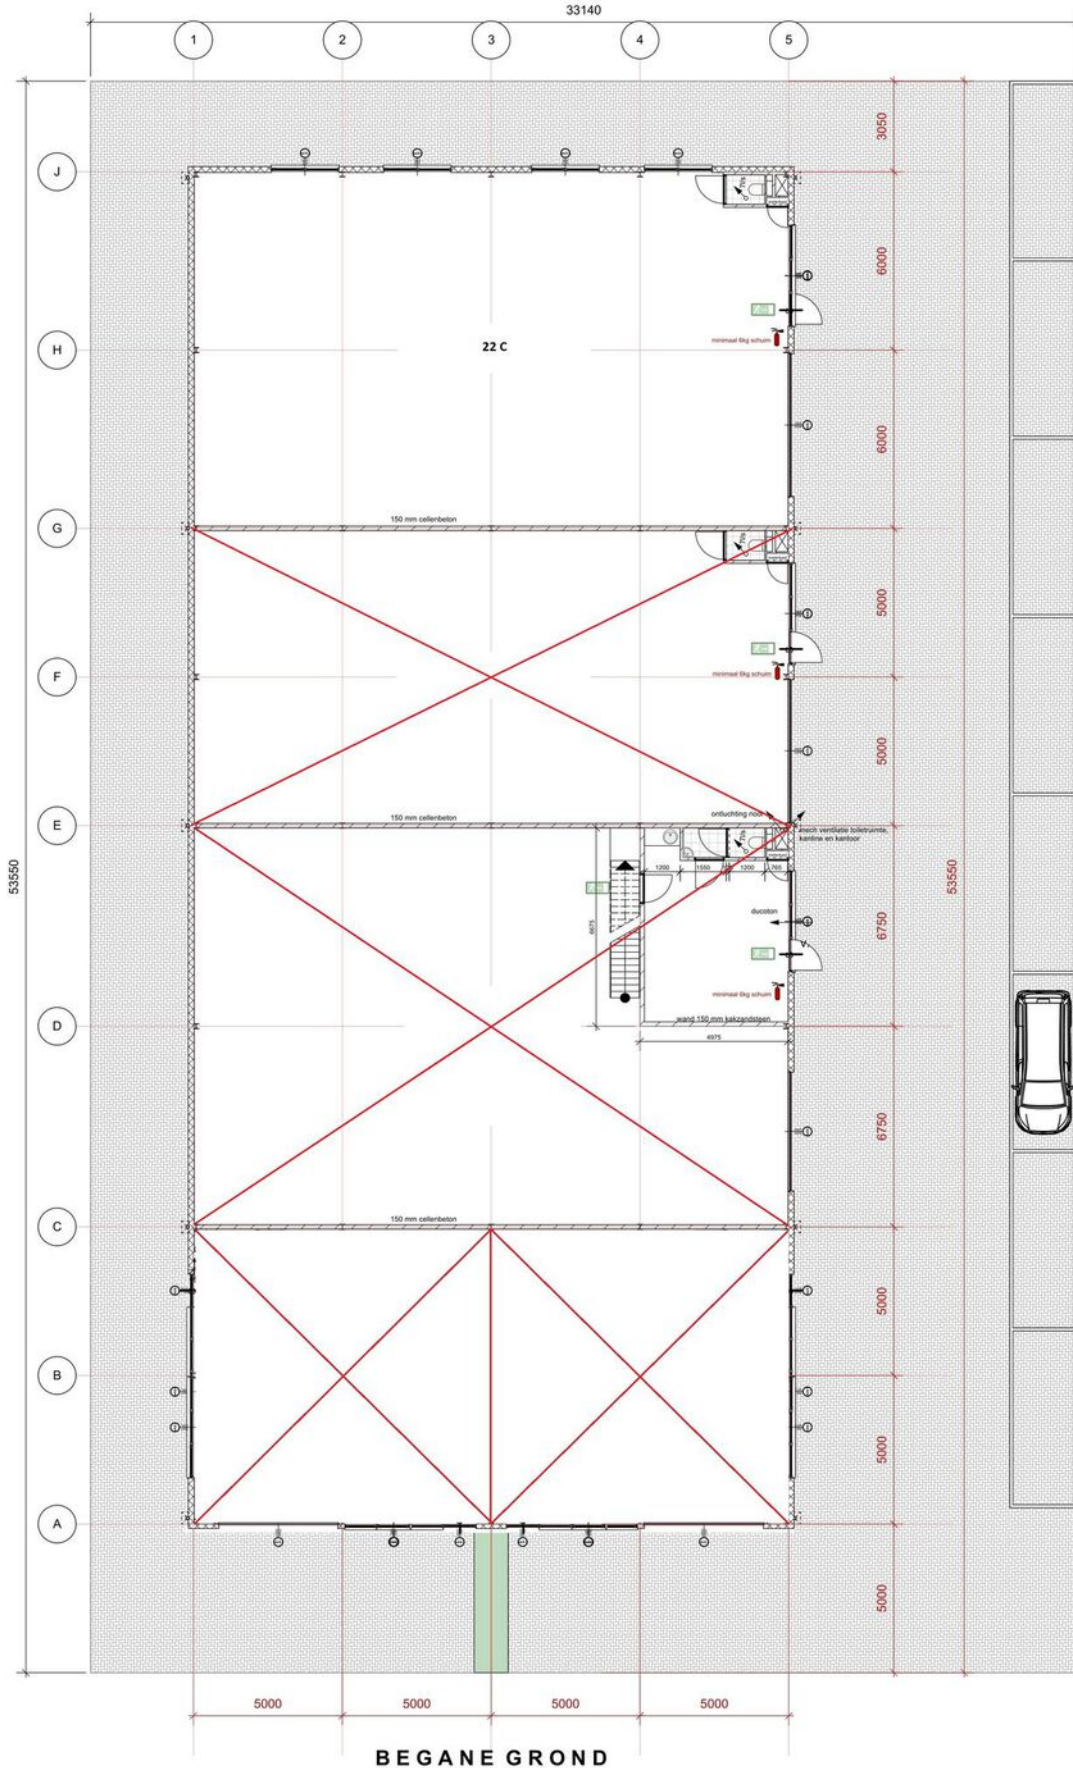 33140
1
2
3
4
5
3050
J
6000
22 C
minimaal 6kg schuim
H
6000
150 mm cellenbeton
G
5000
F
minimaal 6kg schuim
5000
150 mm cellenbeton
E
mech ventilatie toiletruimte,
kantine en kantoor
53550
53550
1200
1550
1200
765
ducoton
6675
6750
minimaal 6kg schuim
wand 150 mm kakzandsteen
D
4975
6750
150 mm cellenbeton
C
5000
B
5000
A
5000
5000
5000
5000
5000
BEGANE GROND